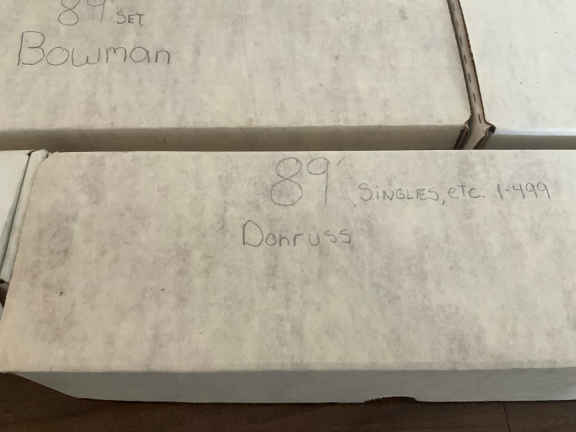 89' SET
Bowman
89' SINGLES, etc. 1-499
Donruss